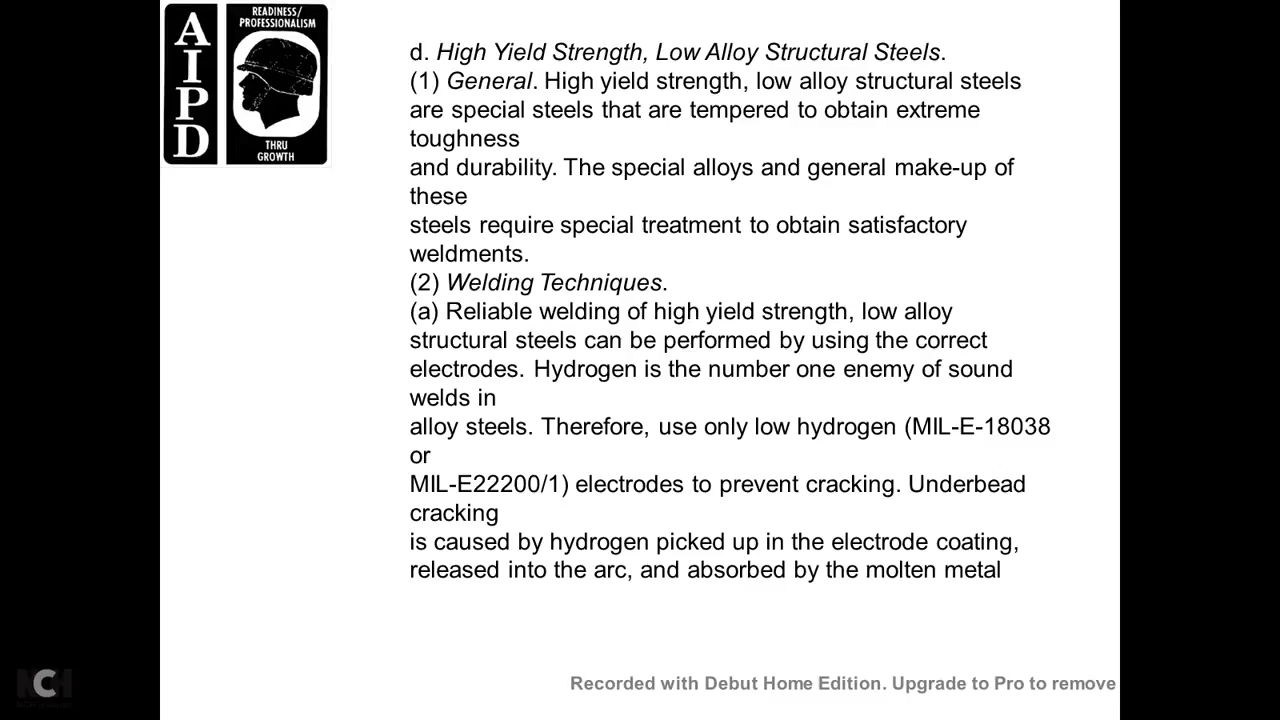 AIPD
READINESS/
PROFESSIONALISM
THRU
GROWTH
d. High Yield Strength, Low Alloy Structural Steels.
(1) General. High yield strength, low alloy structural steels
are special steels that are tempered to obtain extreme
toughness
and durability. The special alloys and general make-up of
these
steels require special treatment to obtain satisfactory
weldments.
(2) Welding Techniques.
(a) Reliable welding of high yield strength, low alloy
structural steels can be performed by using the correct
electrodes. Hydrogen is the number one enemy of sound
welds in
alloy steels. Therefore, use only low hydrogen (MIL-E-18038
or
MIL-E22200/1) electrodes to prevent cracking. Underbead
cracking
is caused by hydrogen picked up in the electrode coating,
released into the arc, and absorbed by the molten metal
NCH
Recorded with Debut Home Edition. Upgrade to Pro to remove